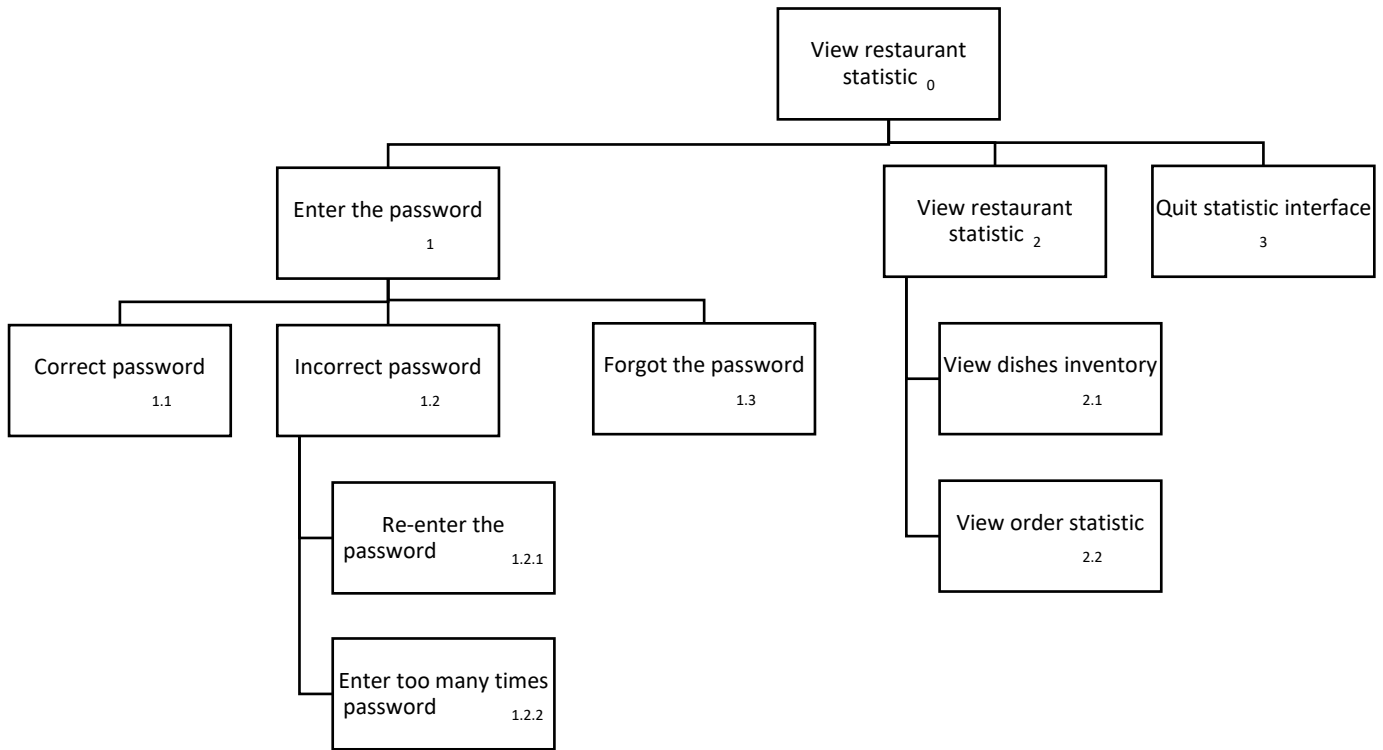 View restaurant
statistic 0
Enter the password
1
View restaurant
statistic 2
Quit statistic interface
3
Correct password
1.1
Incorrect password
1.2
Forgot the password
1.3
View dishes inventory
2.1
Re-enter the
password 1.2.1
View order statistic
2.2
Enter too many times
password 1.2.2